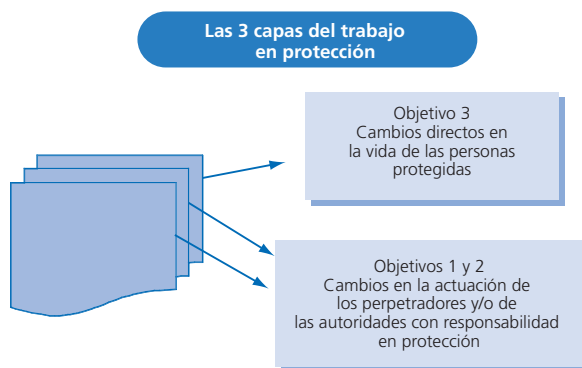 Las 3 capas del trabajo
en protección
Objetivo 3
Cambios directos en
la vida de las personas
protegidas
Objetivos 1 y 2
Cambios en la actuación de
los perpetradores y/o de
las autoridades con responsabilidad
en protección